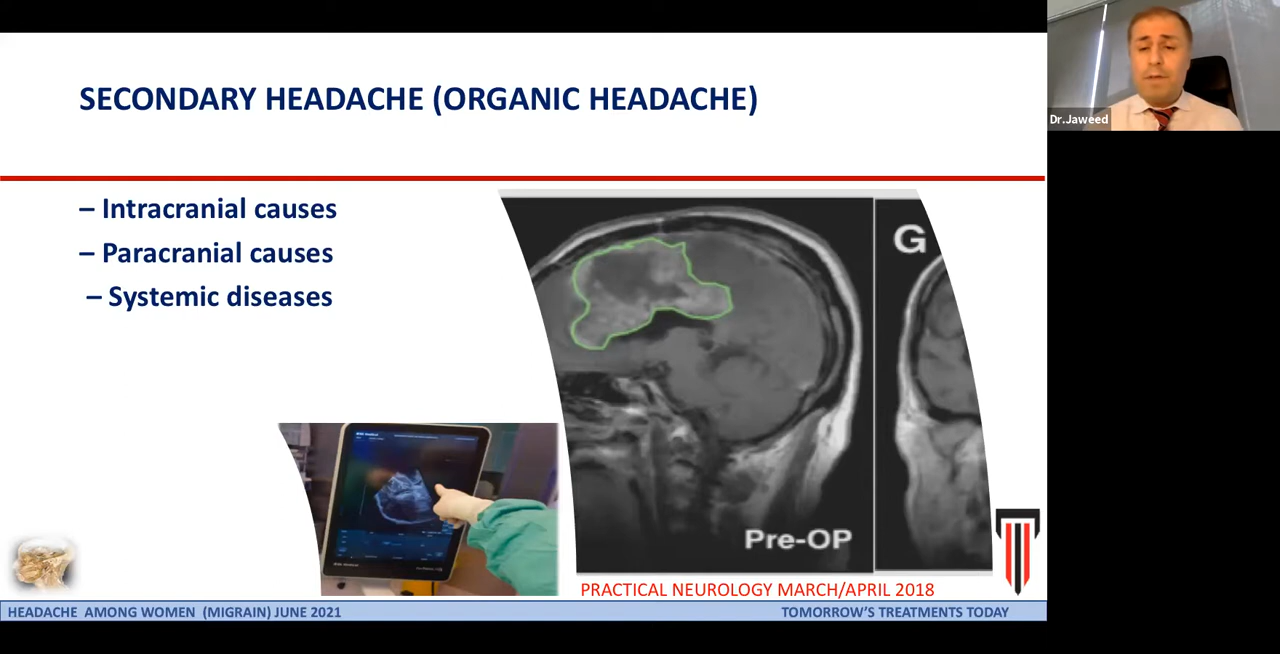 SECONDARY HEADACHE (ORGANIC HEADACHE)
Dr.Jaweed
– Intracranial causes
– Paracranial causes
– Systemic diseases
G
Pre-OP
PRACTICAL NEUROLOGY MARCH/APRIL 2018
HEADACHE AMONG WOMEN (MIGRAIN) JUNE 2021
TOMORROW'S TREATMENTS TODAY